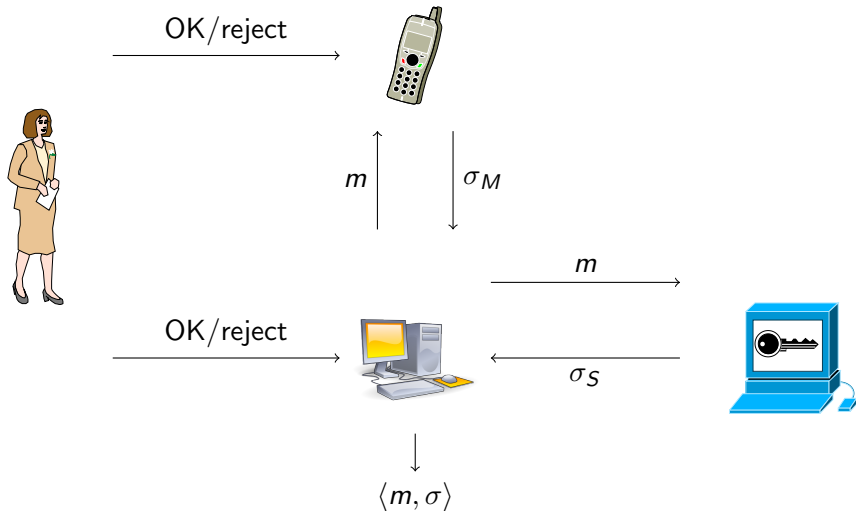 OK/reject
m
σ_M
m
OK/reject
σ_S
⟨m, σ⟩